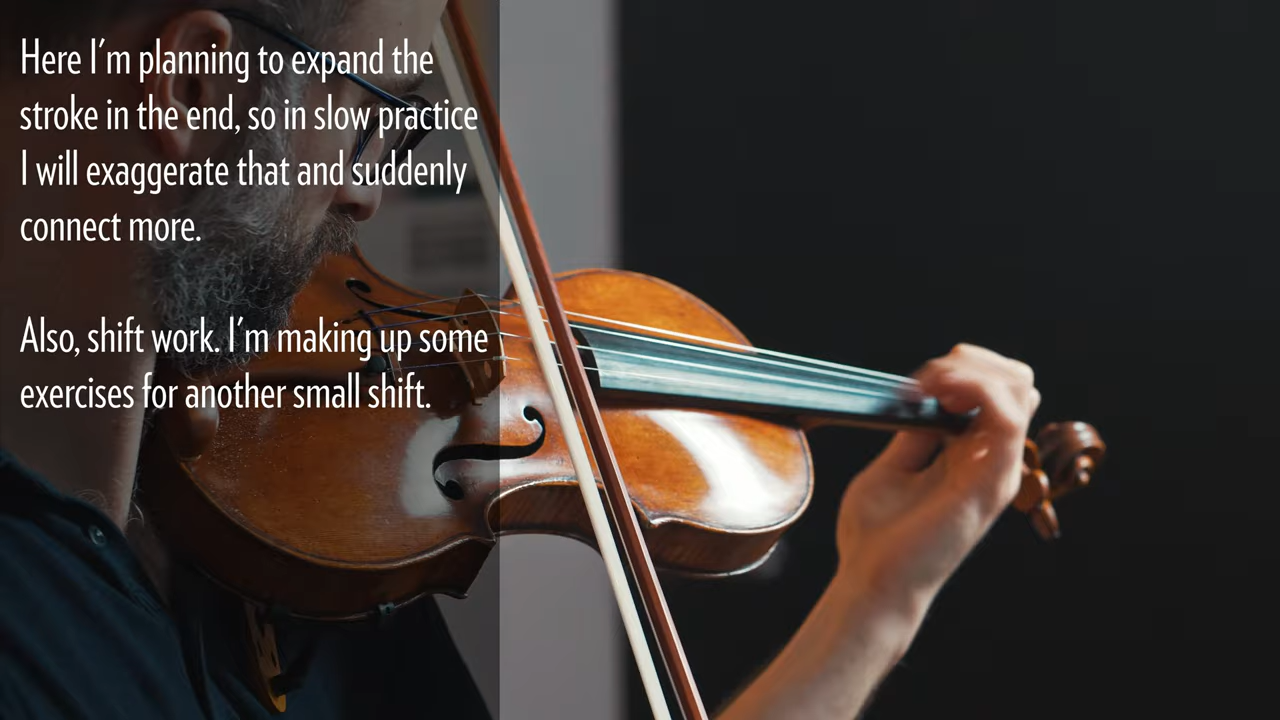 Here I'm planning to expand the
stroke in the end, so in slow practice
I will exaggerate that and suddenly
connect more.
Also, shift work. I'm making up some
exercises for another small shift.